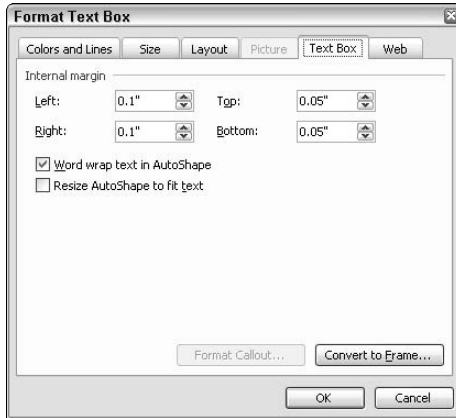 Format Text Box
Colors and Lines Size Layout Picture Text Box Web
Internal margin
Left: 0.1" Top: 0.05"
Right: 0.1" Bottom: 0.05"
Word wrap text in AutoShape
Resize AutoShape to fit text
Format Callout... Convert to Frame...
OK Cancel